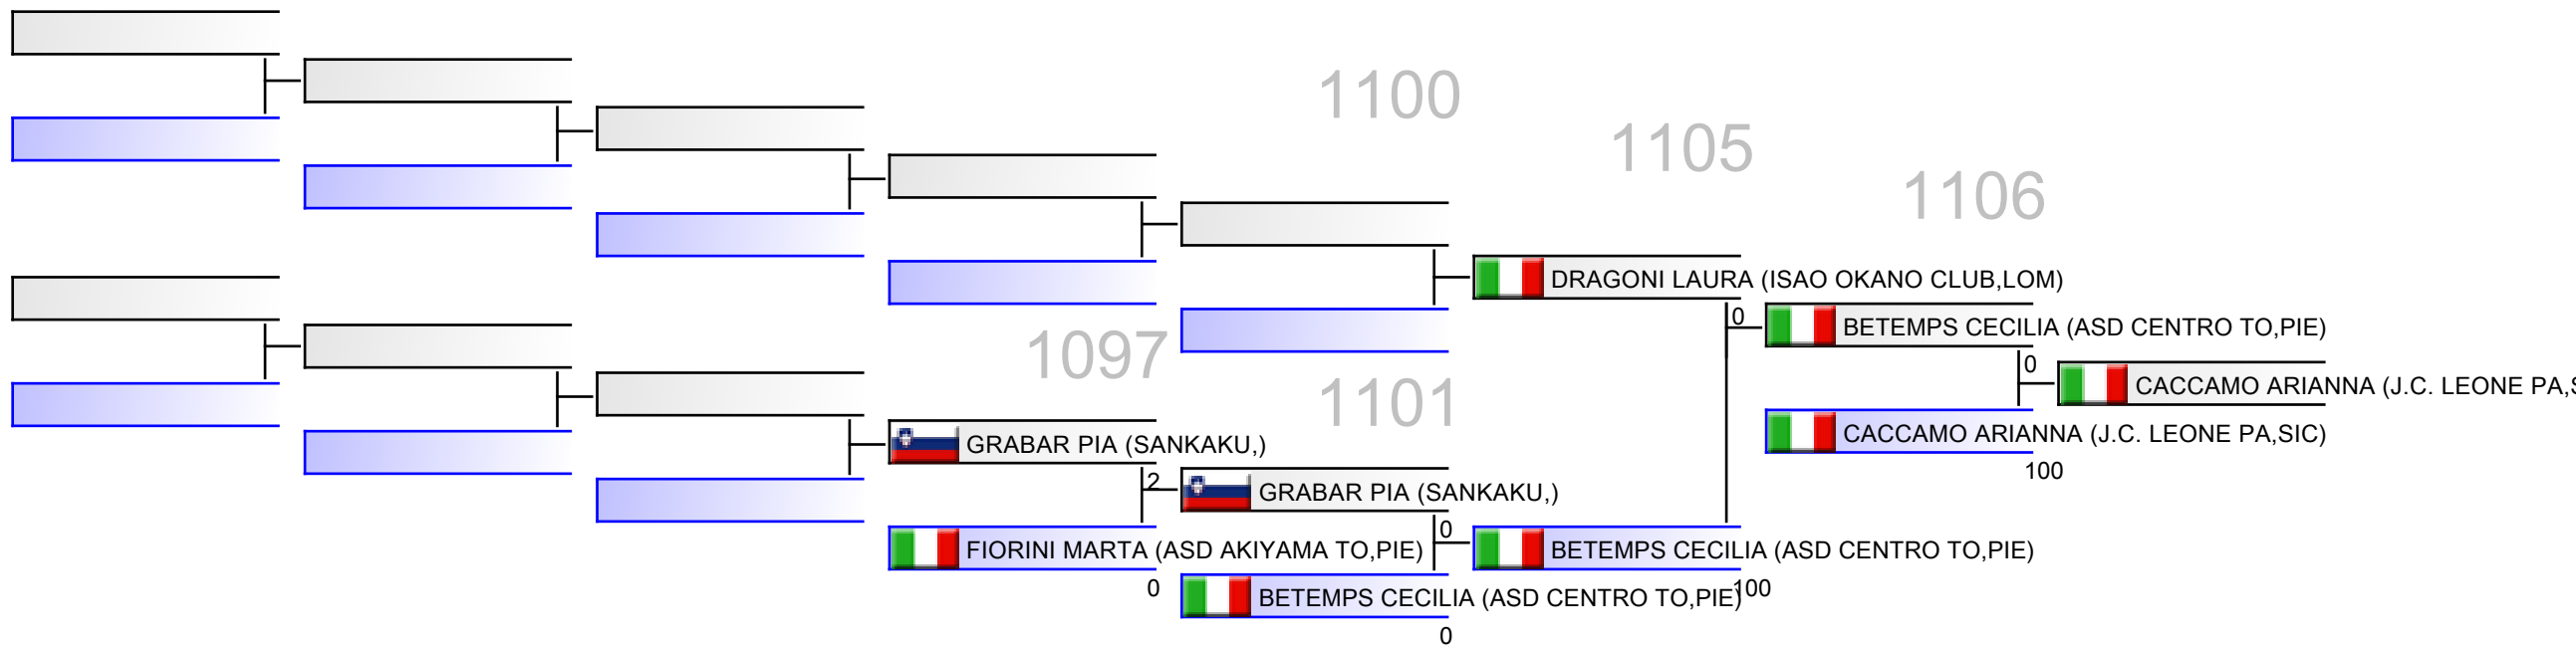 1100
1105
1106
DRAGONI LAURA (ISAO OKANO CLUB,LOM)
0
BETEMPS CECILIA (ASD CENTRO TO,PIE)
1097
0
CACCAMO ARIANNA (J.C. LEONE PA,S
1101
GRABAR PIA (SANKAKU,)
CACCAMO ARIANNA (J.C. LEONE PA,SIC)
100
2
GRABAR PIA (SANKAKU,)
0
FIORINI MARTA (ASD AKIYAMA TO,PIE)
BETEMPS CECILIA (ASD CENTRO TO,PIE)
0
100
BETEMPS CECILIA (ASD CENTRO TO,PIE)
0